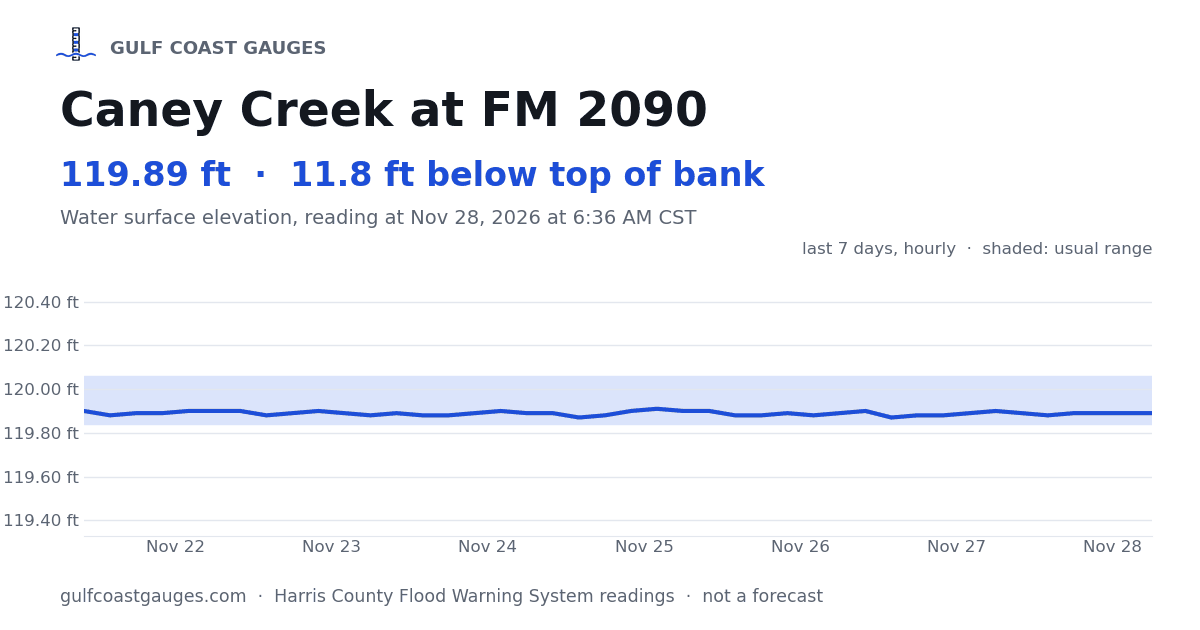 GULF COAST GAUGES
Caney Creek at FM 2090
119.89 ft · 11.8 ft below top of bank
Water surface elevation, reading at Nov 28, 2026 at 6:36 AM CST
last 7 days, hourly · shaded: usual range
120.40 ft
120.20 ft
120.00 ft
119.80 ft
119.60 ft
119.40 ft
Nov 22 Nov 23 Nov 24 Nov 25 Nov 26 Nov 27 Nov 28
gulfcoastgauges.com · Harris County Flood Warning System readings · not a forecast